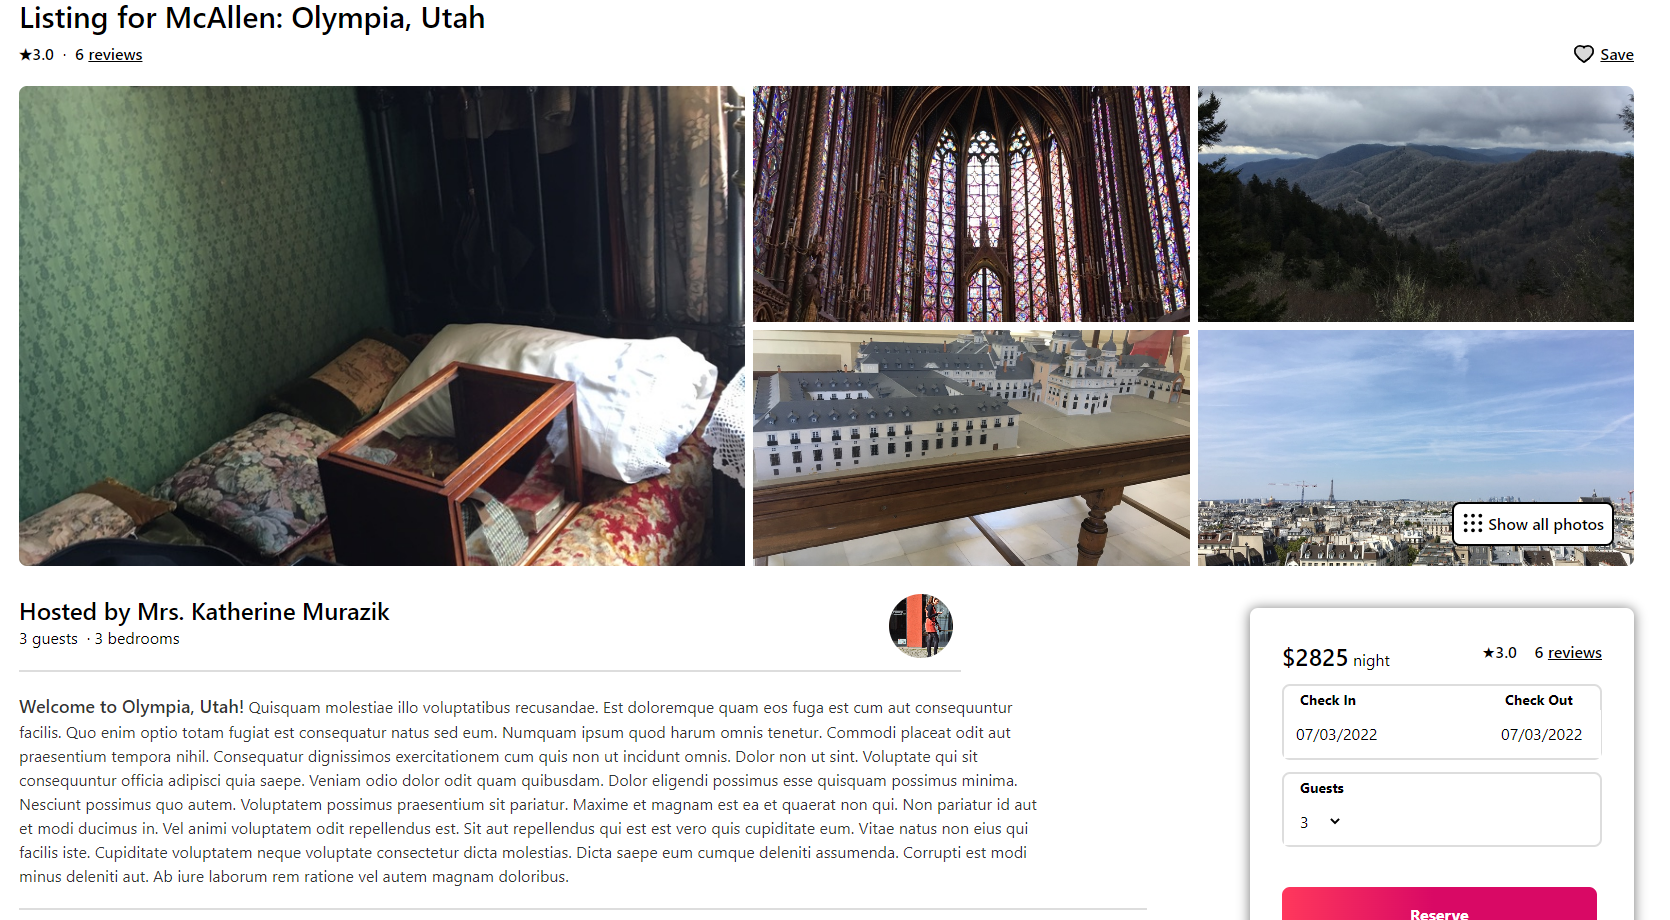 Listing for McAllen: Olympia, Utah
★3.0 · 6 reviews
Save
Show all photos
Hosted by Mrs. Katherine Murazik
3 guests · 3 bedrooms
Welcome to Olympia, Utah! Quisquam molestiae illo voluptatibus recusandae. Est doloremque quam eos fuga est cum aut consequuntur
facilis. Quo enim optio totam fugiat est consequatur natus sed eum. Numquam ipsum quod harum omnis tenetur. Commodi placeat odit aut
praesentium tempora nihil. Consequatur dignissimos exercitationem cum quis non ut incidunt omnis. Dolor non ut sint. Voluptate qui sit
consequuntur officia adipisci quia saepe. Veniam odio dolor odit quam quibusdam. Dolor eligendi possimus esse quisquam possimus minima.
Nesciunt possimus quo autem. Voluptatem possimus praesentium sit pariatur. Maxime et magnam est ea et quaerat non qui. Non pariatur id aut
et modi ducimus in. Vel animi voluptatem odit repellendus est. Sit aut repellendus qui est est vero quis cupiditate eum. Vitae natus non eius qui
facilis iste. Cupiditate voluptatem neque voluptate consectetur dicta molestias. Dicta saepe eum cumque deleniti assumenda. Corrupti est modi
minus deleniti aut. Ab iure laborum rem ratione vel autem magnam doloribus.
$2825 night
★3.0 6 reviews
Check In Check Out
07/03/2022 07/03/2022
Guests
3
Reserve